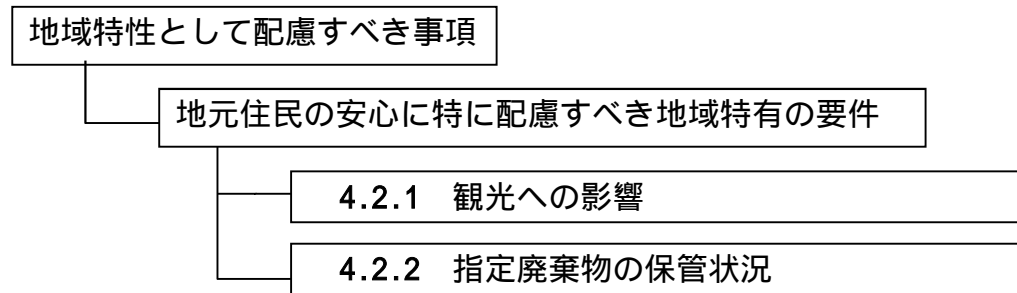 地域特性として配慮すべき事項
地元住民の安心に特に配慮すべき地域特有の要件
4.2.1 観光への影響
4.2.2 指定廃棄物の保管状況